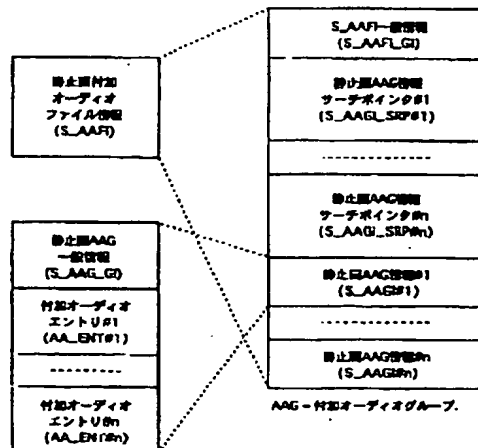 静止画付加
オーディオ
ファイル情報
(S_AAFI)
S_AAFI一般情報
(S_AAFI_GI)
静止画AAG情報
サーチポインタ#1
(S_AAGI_SRP#1)
静止画AAG情報
サーチポインタ#n
(S_AAGI_SRP#n)
静止画AAG情報#1
(S_AAGI#1)
静止画AAG情報#n
(S_AAGI#n)
AAG = 付加オーディオグループ.
静止画AAG
一般情報
(S_AAG_GI)
付加オーディオ
エントリ#1
(AA_ENT#1)
付加オーディオ
エントリ#n
(AA_ENT#n)